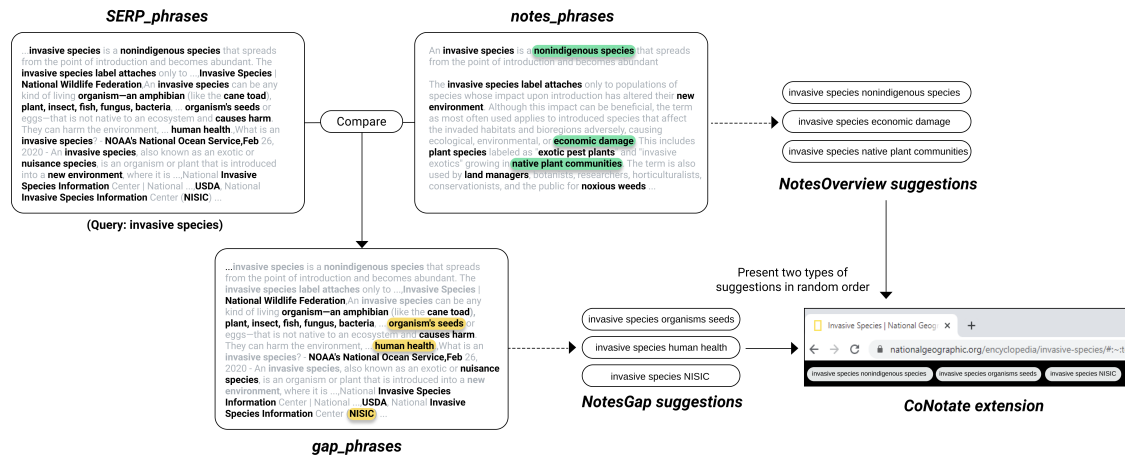 SERP_phrases
...invasive species is a nonindigenous species that spreads
from the point of introduction and becomes abundant. The
invasive species label attaches only to ...,Invasive Species |
National Wildlife Federation,An invasive species can be any
kind of living organism—an amphibian (like the cane toad),
plant, insect, fish, fungus, bacteria, ... organism's seeds or
eggs—that is not native to an ecosystem and causes harm.
They can harm the environment, ... human health.,What is an
invasive species? - NOAA's National Ocean Service,Feb 26,
2020 - An invasive species, also known as an exotic or
nuisance species, is an organism or plant that is introduced
into a new environment, where it is ...,National Invasive
Species Information Center | National ...,USDA, National
Invasive Species Information Center (NISIC) ...
(Query: invasive species)
Compare
notes_phrases
An invasive species is a nonindigenous species that spreads
from the point of introduction and becomes abundant
The invasive species label attaches only to populations of
species whose impact upon introduction has altered their new
environment. Although this impact can be beneficial, the term
as most often used applies to introduced species that affect
the invaded habitats and bioregions adversely, causing
ecological, environmental, or economic damage. This includes
plant species labeled as "exotic pest plants" and "invasive
exotics" growing in native plant communities. The term is also
used by land managers, botanists, researchers, horticulturalists,
conservationists, and the public for noxious weeds ...
invasive species nonindigenous species
invasive species economic damage
invasive species native plant communities
NotesOverview suggestions
...invasive species is a nonindigenous species that spreads
from the point of introduction and becomes abundant. The
invasive species label attaches only to ...,Invasive Species |
National Wildlife Federation,An invasive species can be any
kind of living organism—an amphibian (like the cane toad),
plant, insect, fish, fungus, bacteria, ... organism's seeds or
eggs—that is not native to an ecosystem and causes harm.
They can harm the environment, ... human health.,What is an
invasive species? - NOAA's National Ocean Service,Feb 26,
2020 - An invasive species, also known as an exotic or nuisance
species, is an organism or plant that is introduced into a new
environment, where it is ...,National Invasive Species
Information Center | National ...,USDA, National Invasive
Species Information Center (NISIC) ...
gap_phrases
invasive species organisms seeds
invasive species human health
invasive species NISIC
NotesGap suggestions
Present two types of
suggestions in random order
Invasive Species | National Geog
nationalgeographic.org/encyclopedia/invasive-species/#:~:t
invasive species nonindigenous species
invasive species organisms seeds
invasive species NISIC
CoNotate extension